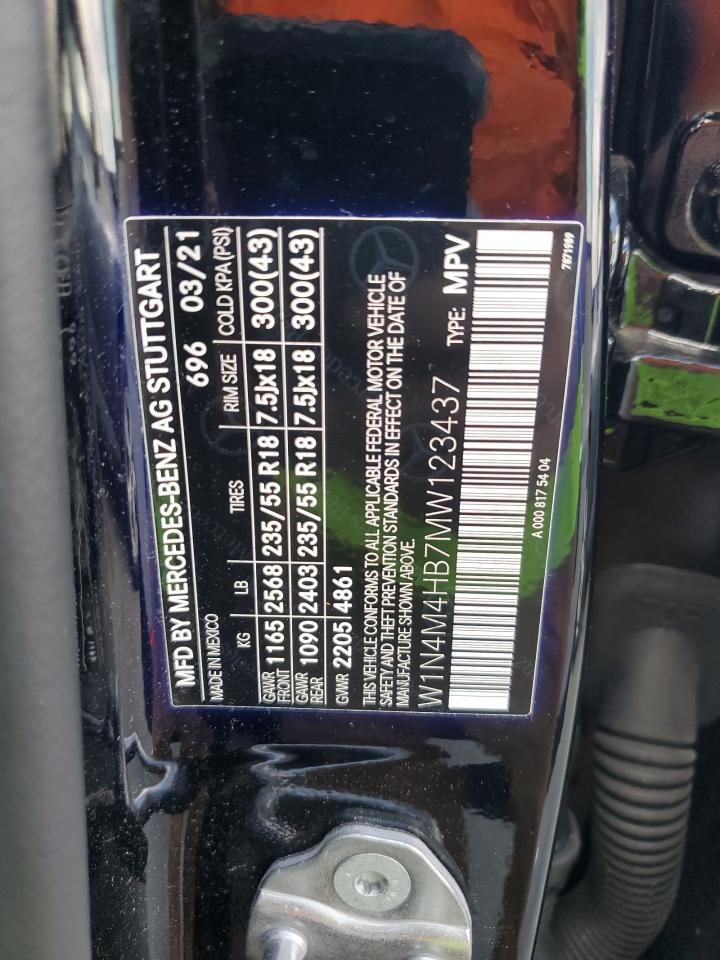 MFD BY MERCEDES-BENZ AG STUTTGART
696 03/21
MADE IN MEXICO
KG LB TIRES RIM SIZE COLD KPA(PSI)
GAWR FRONT 1165 2568 235/55 R18 7.5Jx18 300(43)
GAWR REAR 1090 2403 235/55 R18 7.5Jx18 300(43)
GVWR 2205 4861
THIS VEHICLE CONFORMS TO ALL APPLICABLE FEDERAL MOTOR VEHICLE
SAFETY AND THEFT PREVENTION STANDARDS IN EFFECT ON THE DATE OF
MANUFACTURE SHOWN ABOVE.
W1N4M4HB7MW123437 TYPE: MPV
A 000 817 54 04
7671989